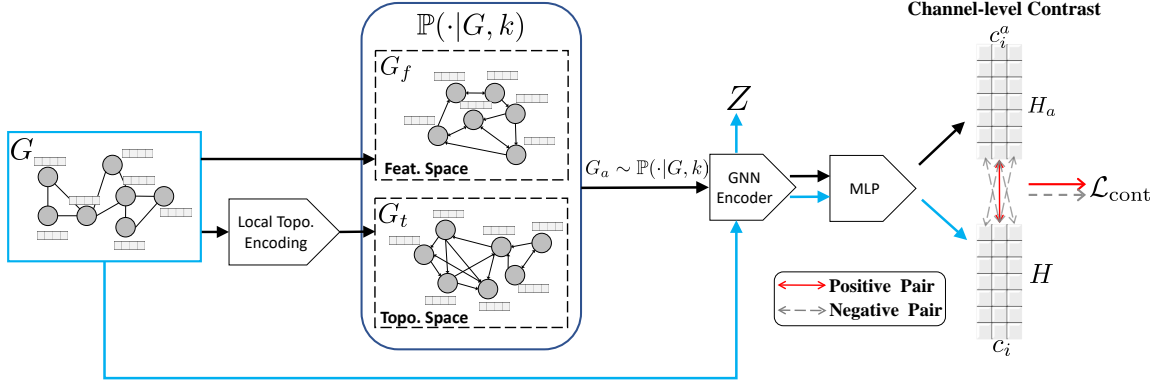 Channel-level Contrast
ℙ(·|G, k)
c_i^a
G_f
H_a
Z
G
Feat. Space
G_a ∼ ℙ(·|G, k)
GNN
Encoder
MLP
ℒ_cont
G_t
Local Topo.
Encoding
H
Positive Pair
Negative Pair
Topo. Space
c_i